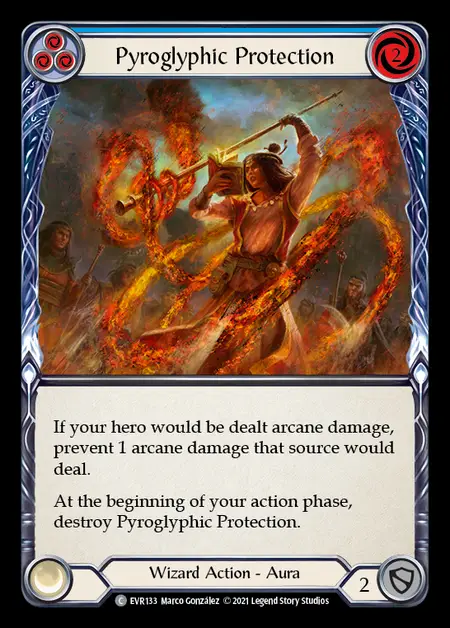 Pyroglyphic Protection
2
If your hero would be dealt arcane damage,
prevent 1 arcane damage that source would
deal.
At the beginning of your action phase,
destroy Pyroglyphic Protection.
Wizard Action - Aura
2
C EVR133 Marco González © 2021 Legend Story Studios